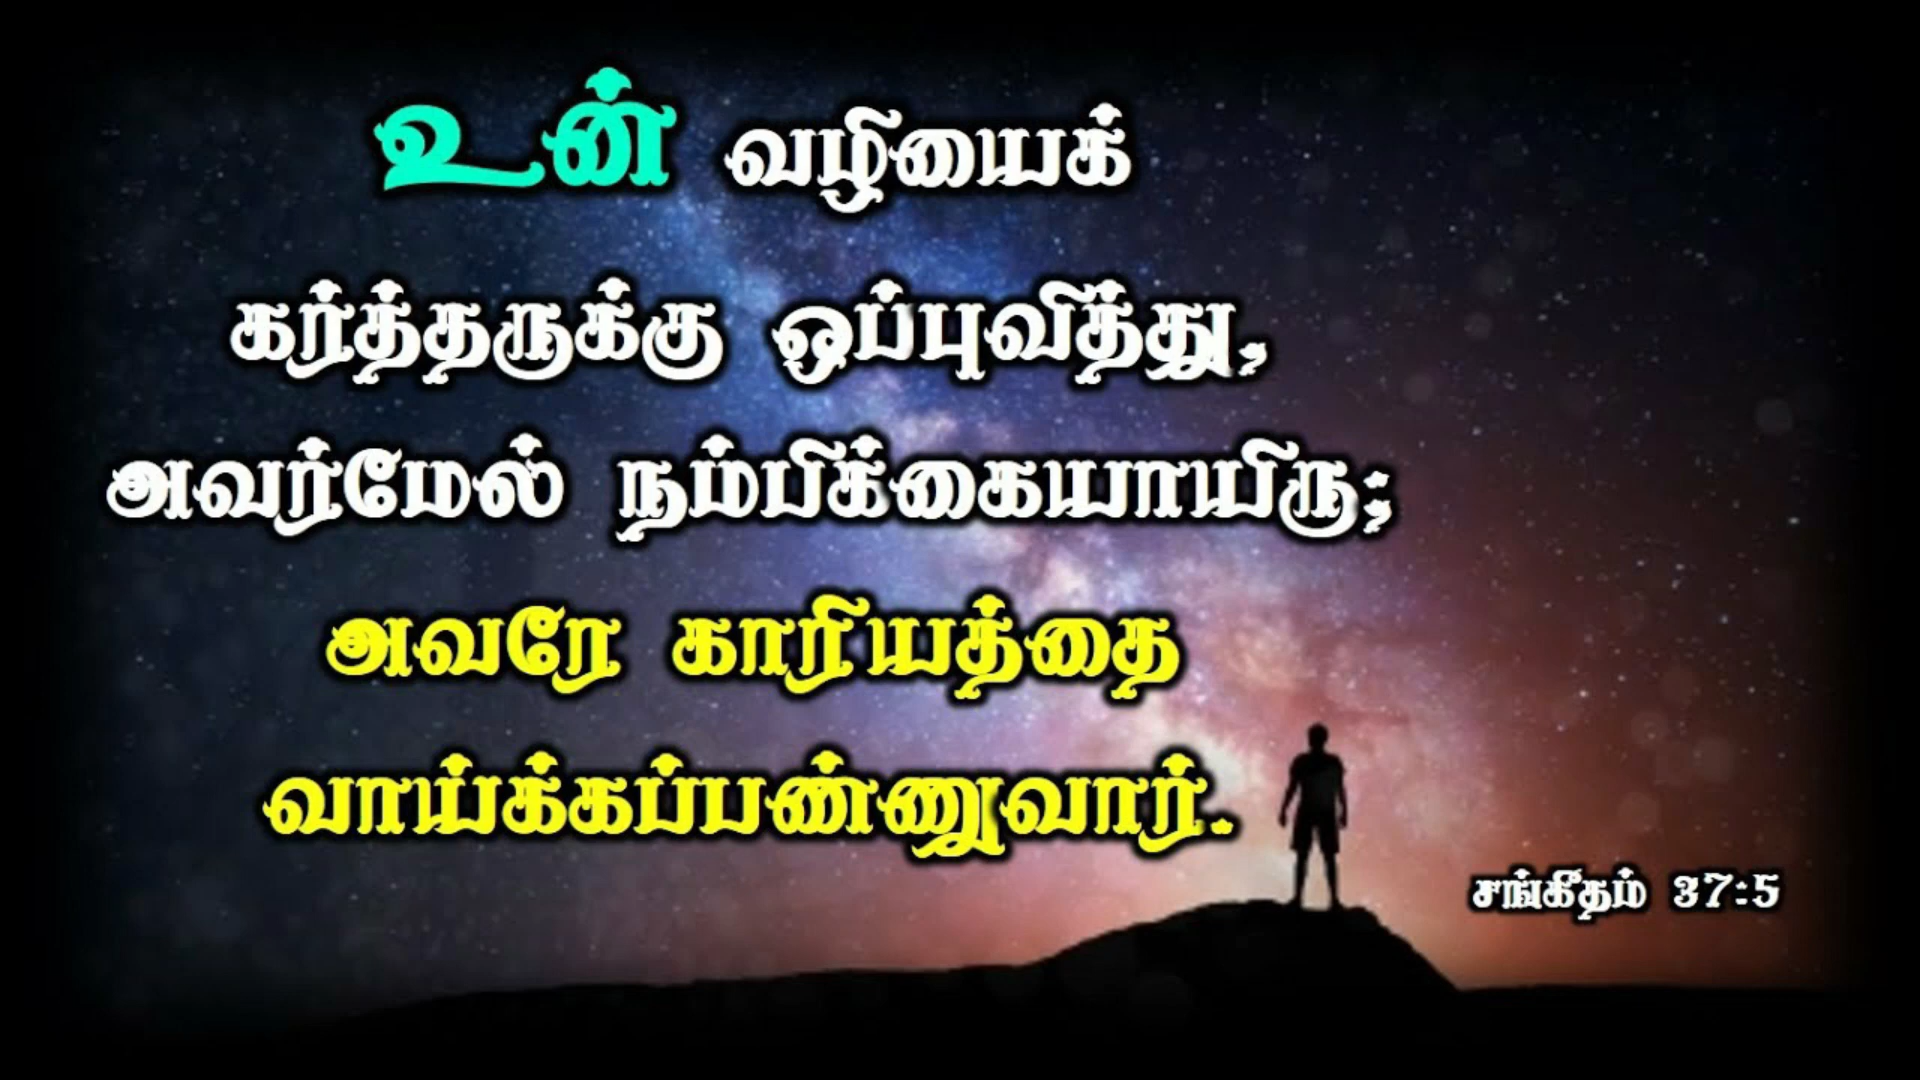 உன் வழியைக்
கர்த்தருக்கு ஒப்புவித்து,
அவர்மேல் நம்பிக்கையாயிரு;
அவரே காரியத்தை
வாய்க்கப்பண்ணுவார்.
சங்கீதம் 37:5